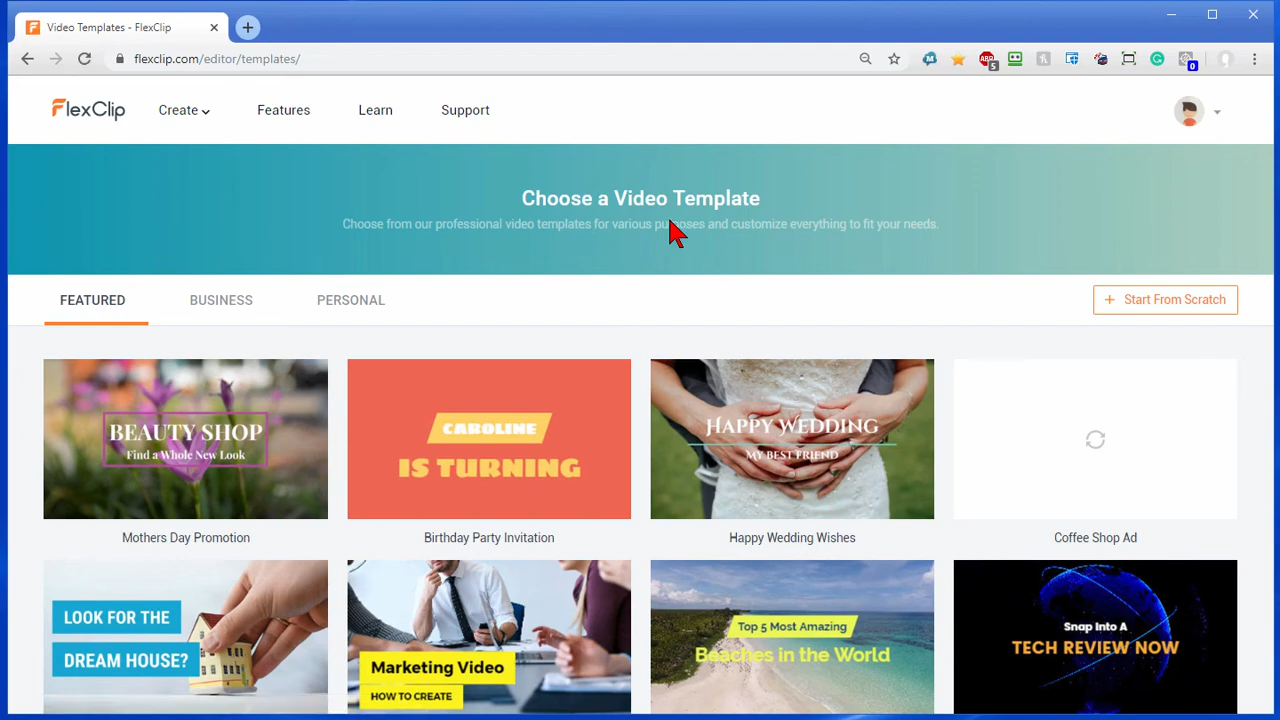 Video Templates - FlexClip
flexclip.com/editor/templates/
ABP
5
0
FlexClip
Create
Features
Learn
Support
Choose a Video Template
Choose from our professional video templates for various purposes and customize everything to fit your needs.
FEATURED
BUSINESS
PERSONAL
+ Start From Scratch
BEAUTY SHOP
Find a Whole New Look
CAROLINE
IS TURNING
HAPPY WEDDING
MY BEST FRIEND
Mothers Day Promotion
Birthday Party Invitation
Happy Wedding Wishes
Coffee Shop Ad
LOOK FOR THE
DREAM HOUSE?
Marketing Video
HOW TO CREATE
Top 5 Most Amazing
Beaches in the World
Snap Into A
TECH REVIEW NOW